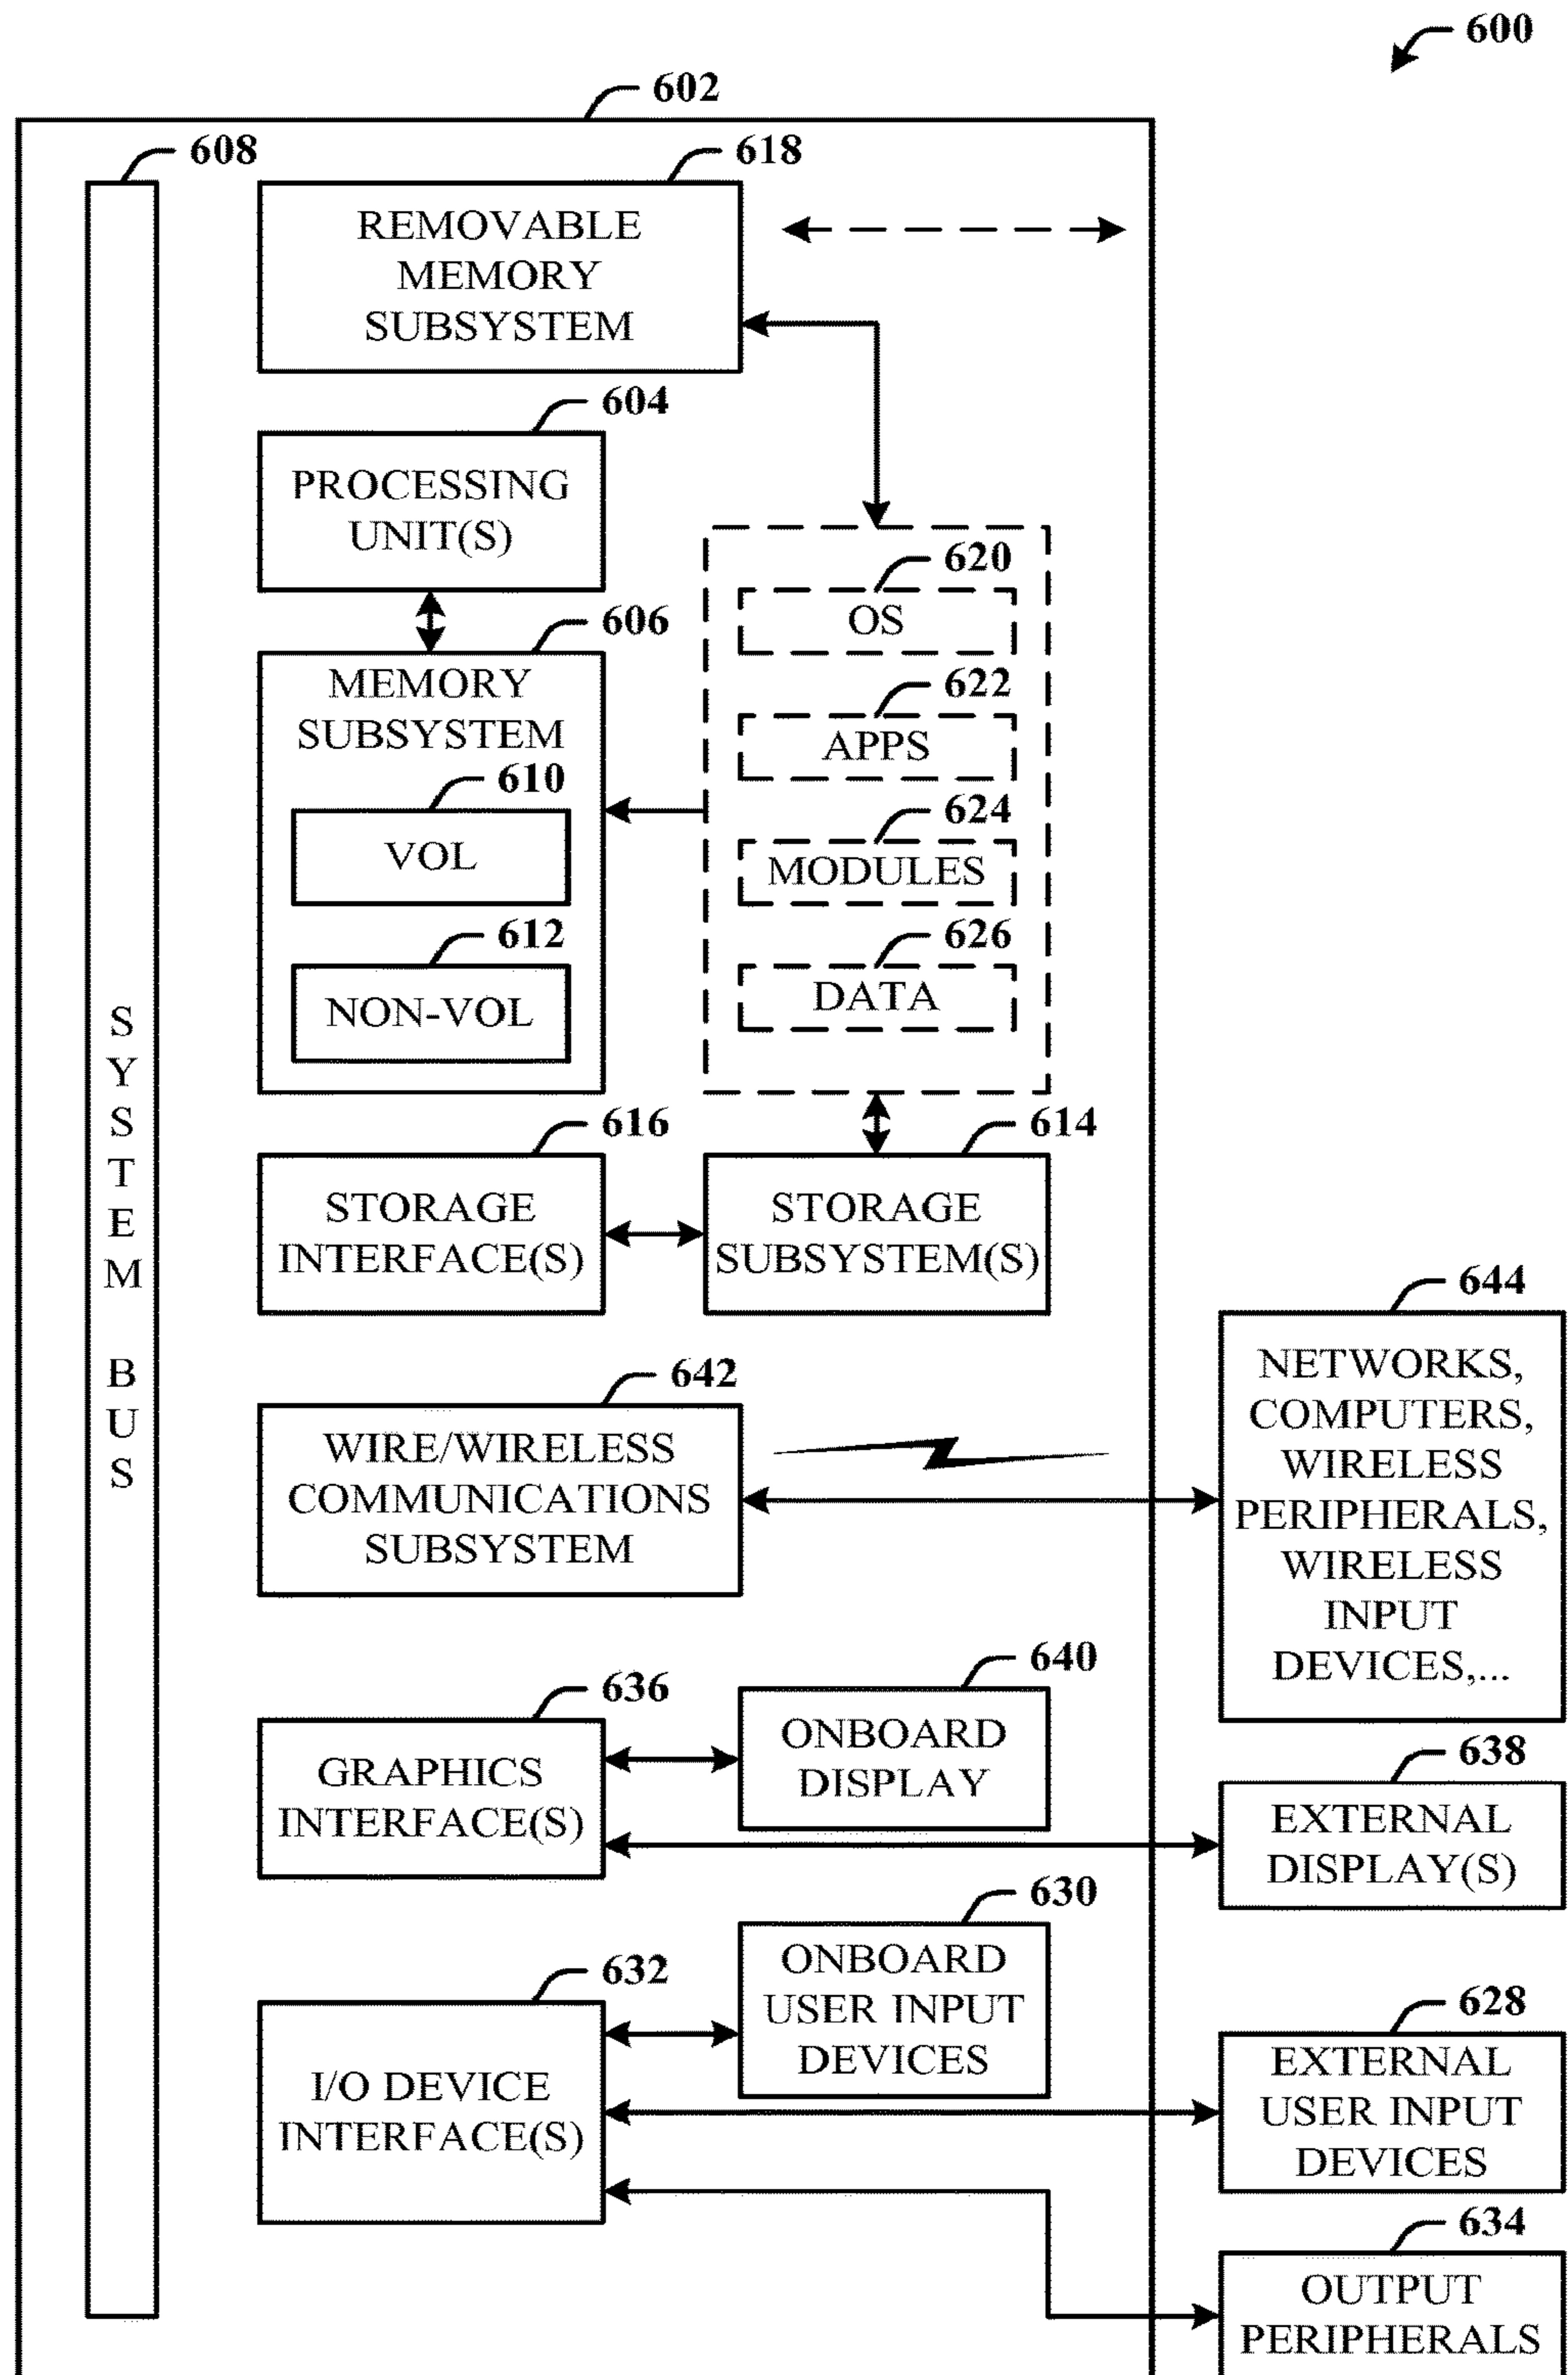 600
602
608
618
REMOVABLE
MEMORY
SUBSYSTEM
604
PROCESSING
UNIT(S)
620
OS
606
MEMORY
SUBSYSTEM
622
APPS
610
VOL
624
MODULES
612
NON-VOL
626
DATA
SYSTEM BUS
616
STORAGE
INTERFACE(S)
614
STORAGE
SUBSYSTEM(S)
644
NETWORKS,
COMPUTERS,
WIRELESS
PERIPHERALS,
WIRELESS
INPUT
DEVICES,...
642
WIRE/WIRELESS
COMMUNICATIONS
SUBSYSTEM
640
ONBOARD
DISPLAY
636
GRAPHICS
INTERFACE(S)
638
EXTERNAL
DISPLAY(S)
630
ONBOARD
USER INPUT
DEVICES
632
I/O DEVICE
INTERFACE(S)
628
EXTERNAL
USER INPUT
DEVICES
634
OUTPUT
PERIPHERALS